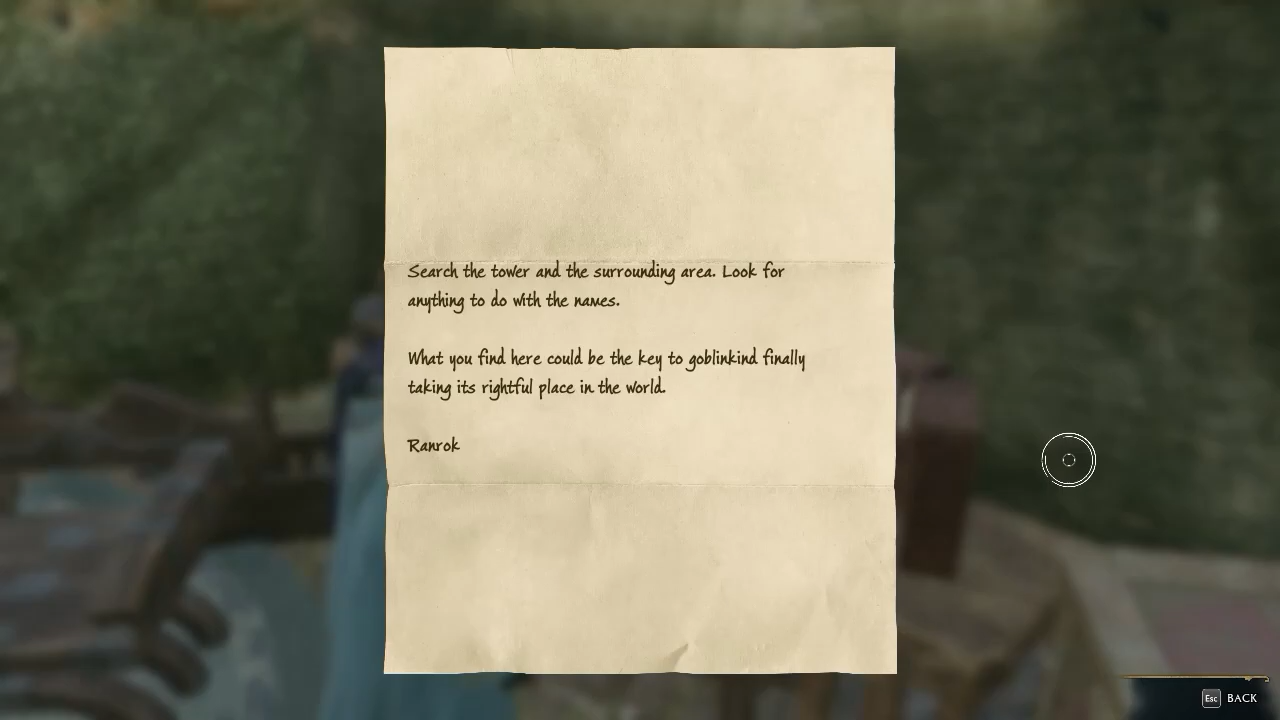 Search the tower and the surrounding area. Look for
anything to do with the names.
What you find here could be the key to goblinkind finally
taking its rightful place in the world.
Ranrok
Esc BACK